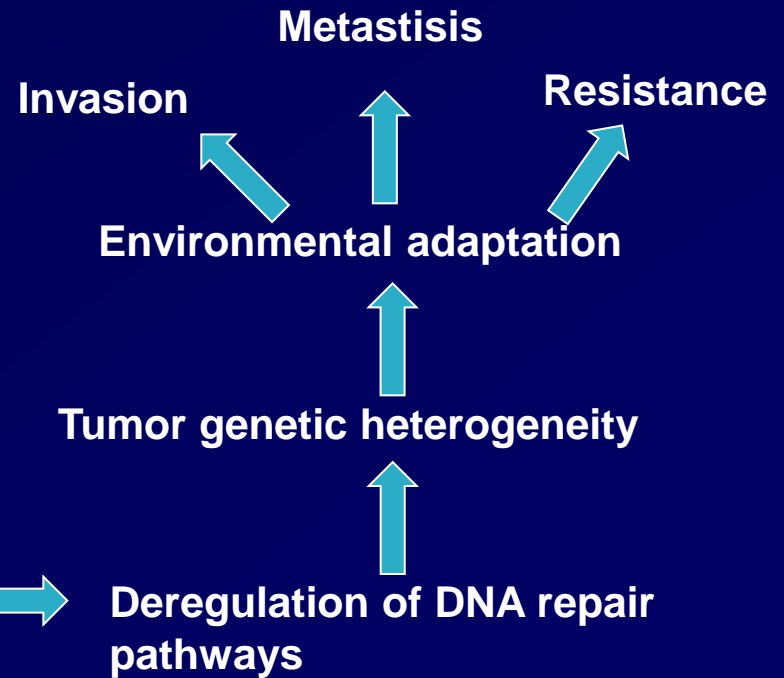 Metastisis
Invasion
Resistance
Environmental adaptation
Tumor genetic heterogeneity
Deregulation of DNA repair
pathways